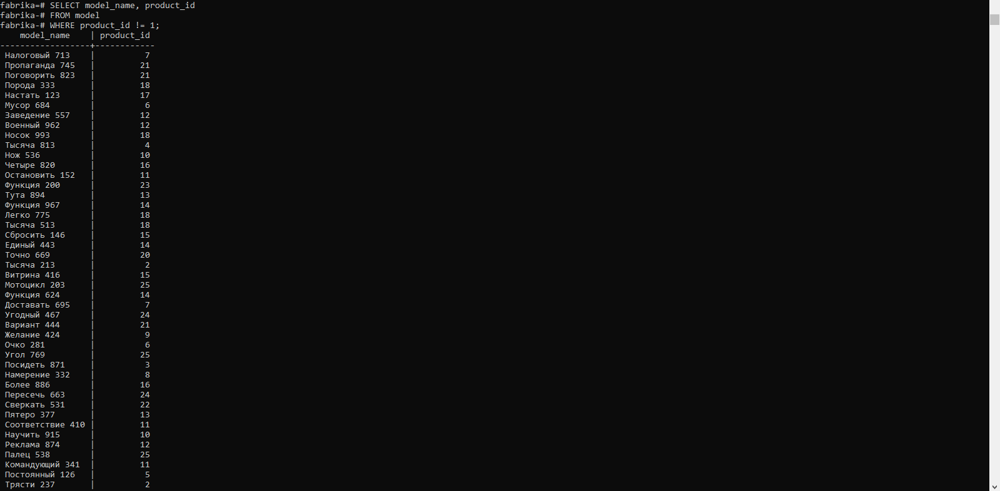 fabrika=# SELECT model_name, product_id
fabrika-# FROM model
fabrika-# WHERE product_id != 1;
    model_name    | product_id
------------------+------------
 Налоговый 713    |          7
 Пропаганда 745   |         21
 Поговорить 823   |         21
 Порода 333       |         18
 Настать 123      |         17
 Мусор 684        |          6
 Заведение 557    |         12
 Военный 962      |         12
 Носок 993        |         18
 Тысяча 813       |          4
 Нож 536          |         10
 Четыре 820       |         16
 Остановить 152   |         11
 Функция 200      |         23
 Тута 894         |         13
 Функция 967      |         14
 Легко 775        |         18
 Тысяча 513       |         18
 Сбросить 146     |         15
 Единый 443       |         14
 Точно 669        |         20
 Тысяча 213       |          2
 Витрина 416      |         15
 Мотоцикл 203     |         25
 Функция 624      |         14
 Доставать 695    |          7
 Угодный 467      |         24
 Вариант 444      |         21
 Желание 424      |          9
 Очко 281         |          6
 Угол 769         |         25
 Посидеть 871     |          3
 Намерение 332    |          8
 Более 886        |         16
 Пересечь 663     |         24
 Сверкать 531     |         22
 Пятеро 377       |         13
 Соответствие 410 |         11
 Научить 915      |         10
 Реклама 874      |         12
 Палец 538        |         25
 Командующий 341  |         11
 Постоянный 126   |          5
 Трясти 237       |          2